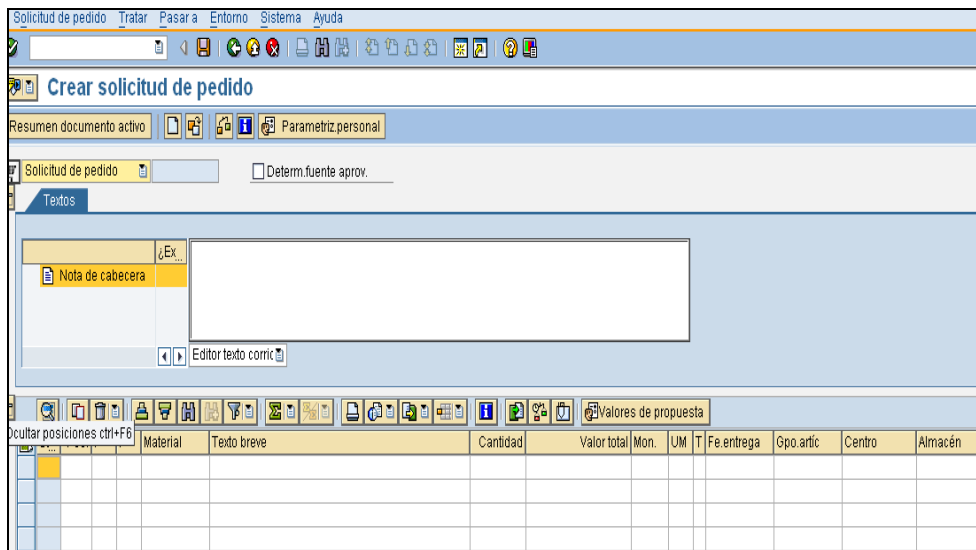 Solicitud de pedido Tratar Pasar a Entorno Sistema Ayuda
Crear solicitud de pedido
Resumen documento activo Parametriz.personal
Solicitud de pedido Determ.fuente aprov.
Textos
¿Ex...
Nota de cabecera
Editor texto corric
Valores de propuesta
Ocultar posiciones ctrl+F6
Material Texto breve Cantidad Valor total Mon. UM T Fe.entrega Gpo.artíc Centro Almacén